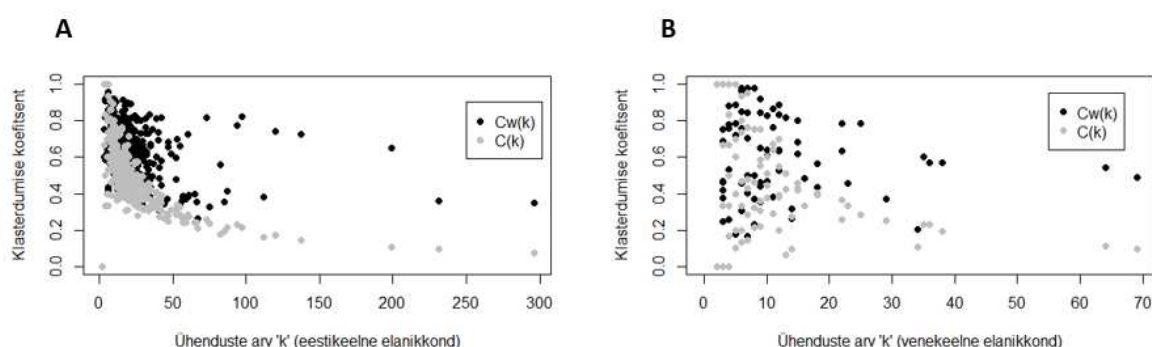 A
B
Klasterdumise koefitsent
0.0 0.2 0.4 0.6 0.8 1.0
Cw(k)
C(k)
0 50 100 150 200 250 300
Ühenduste arv 'k' (eestikeelne elanikkond)
Klasterdumise koefitsent
0.0 0.2 0.4 0.6 0.8 1.0
Cw(k)
C(k)
0 10 20 30 40 50 60 70
Ühenduste arv 'k' (venekeelne elanikkond)